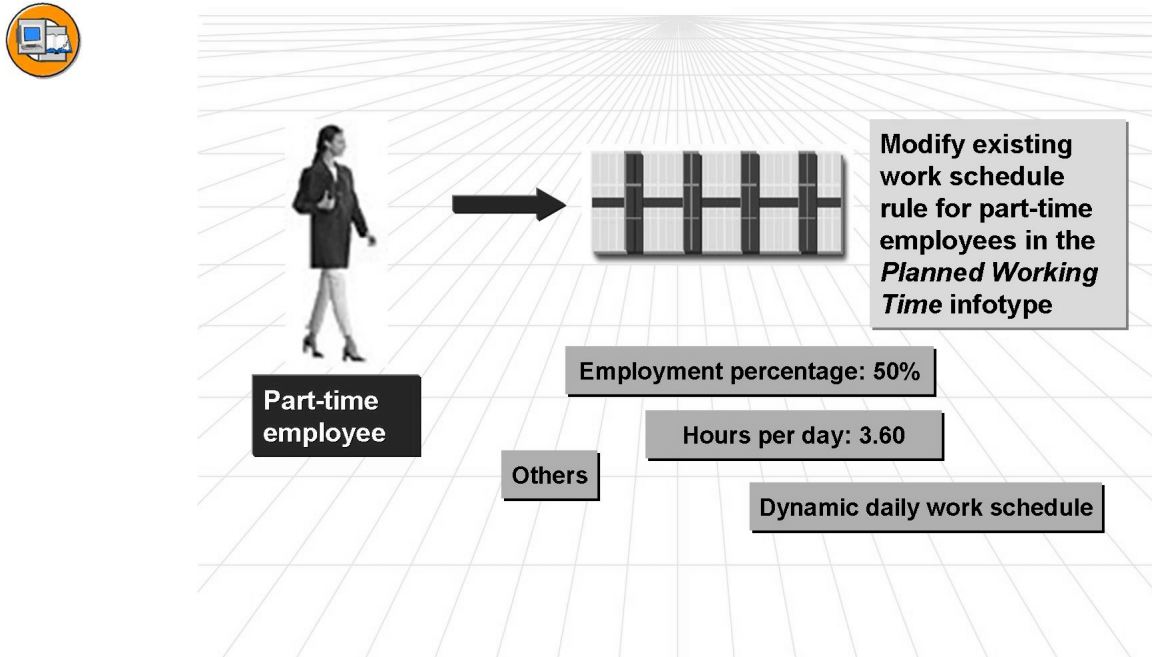 Modify existing
work schedule
rule for part-time
employees in the
Planned Working
Time infotype
Employment percentage: 50%
Part-time
employee
Hours per day: 3.60
Others
Dynamic daily work schedule